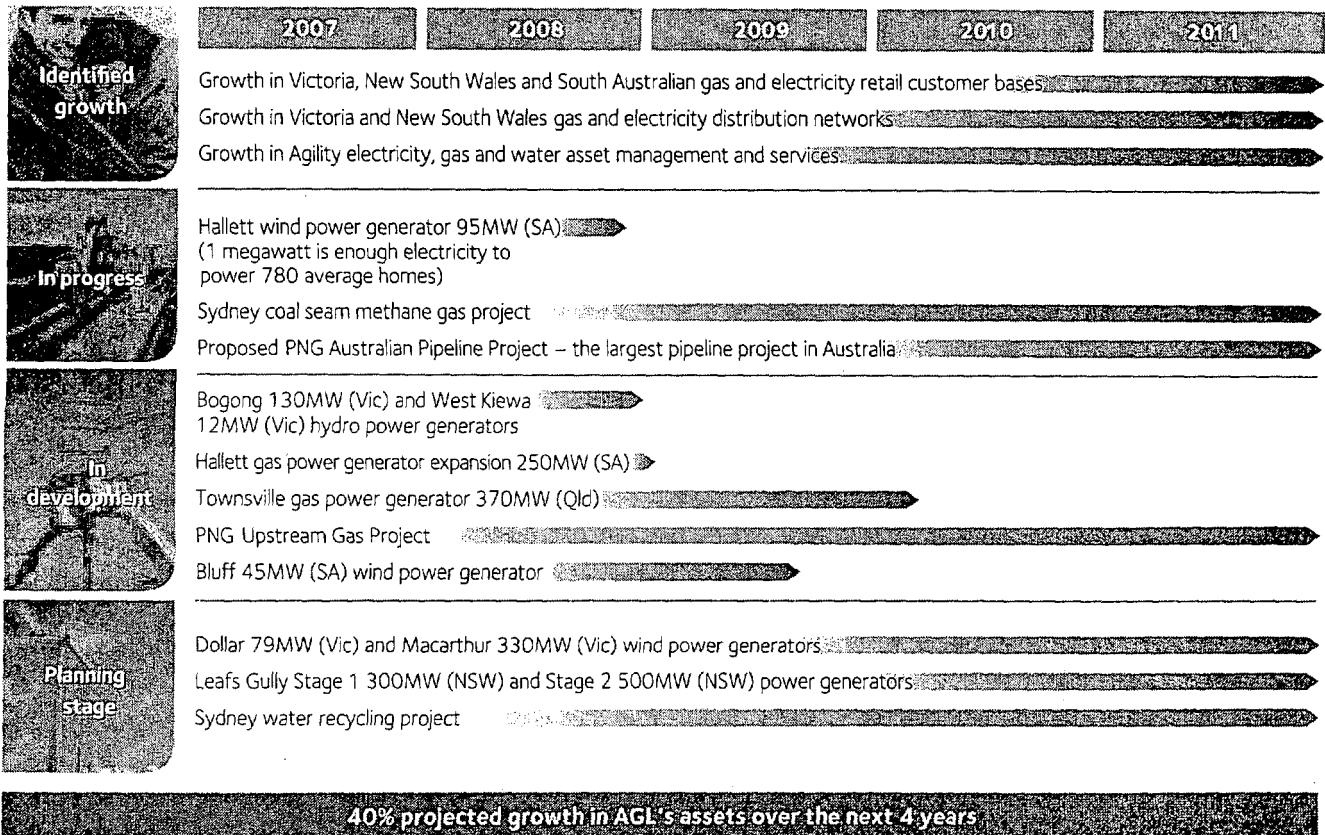 2007 2008 2009 2010 2011
Identified
growth
Growth in Victoria, New South Wales and South Australian gas and electricity retail customer bases
Growth in Victoria and New South Wales gas and electricity distribution networks
Growth in Agility electricity, gas and water asset management and services
In progress
Hallett wind power generator 95MW (SA)
(1 megawatt is enough electricity to
power 780 average homes)
Sydney coal seam methane gas project
Proposed PNG Australian Pipeline Project – the largest pipeline project in Australia
In
development
Bogong 130MW (Vic) and West Kiewa
12MW (Vic) hydro power generators
Hallett gas power generator expansion 250MW (SA)
Townsville gas power generator 370MW (Qld)
PNG Upstream Gas Project
Bluff 45MW (SA) wind power generator
Planning
stage
Dollar 79MW (Vic) and Macarthur 330MW (Vic) wind power generators
Leafs Gully Stage 1 300MW (NSW) and Stage 2 500MW (NSW) power generators
Sydney water recycling project
40% projected growth in AGL's assets over the next 4 years